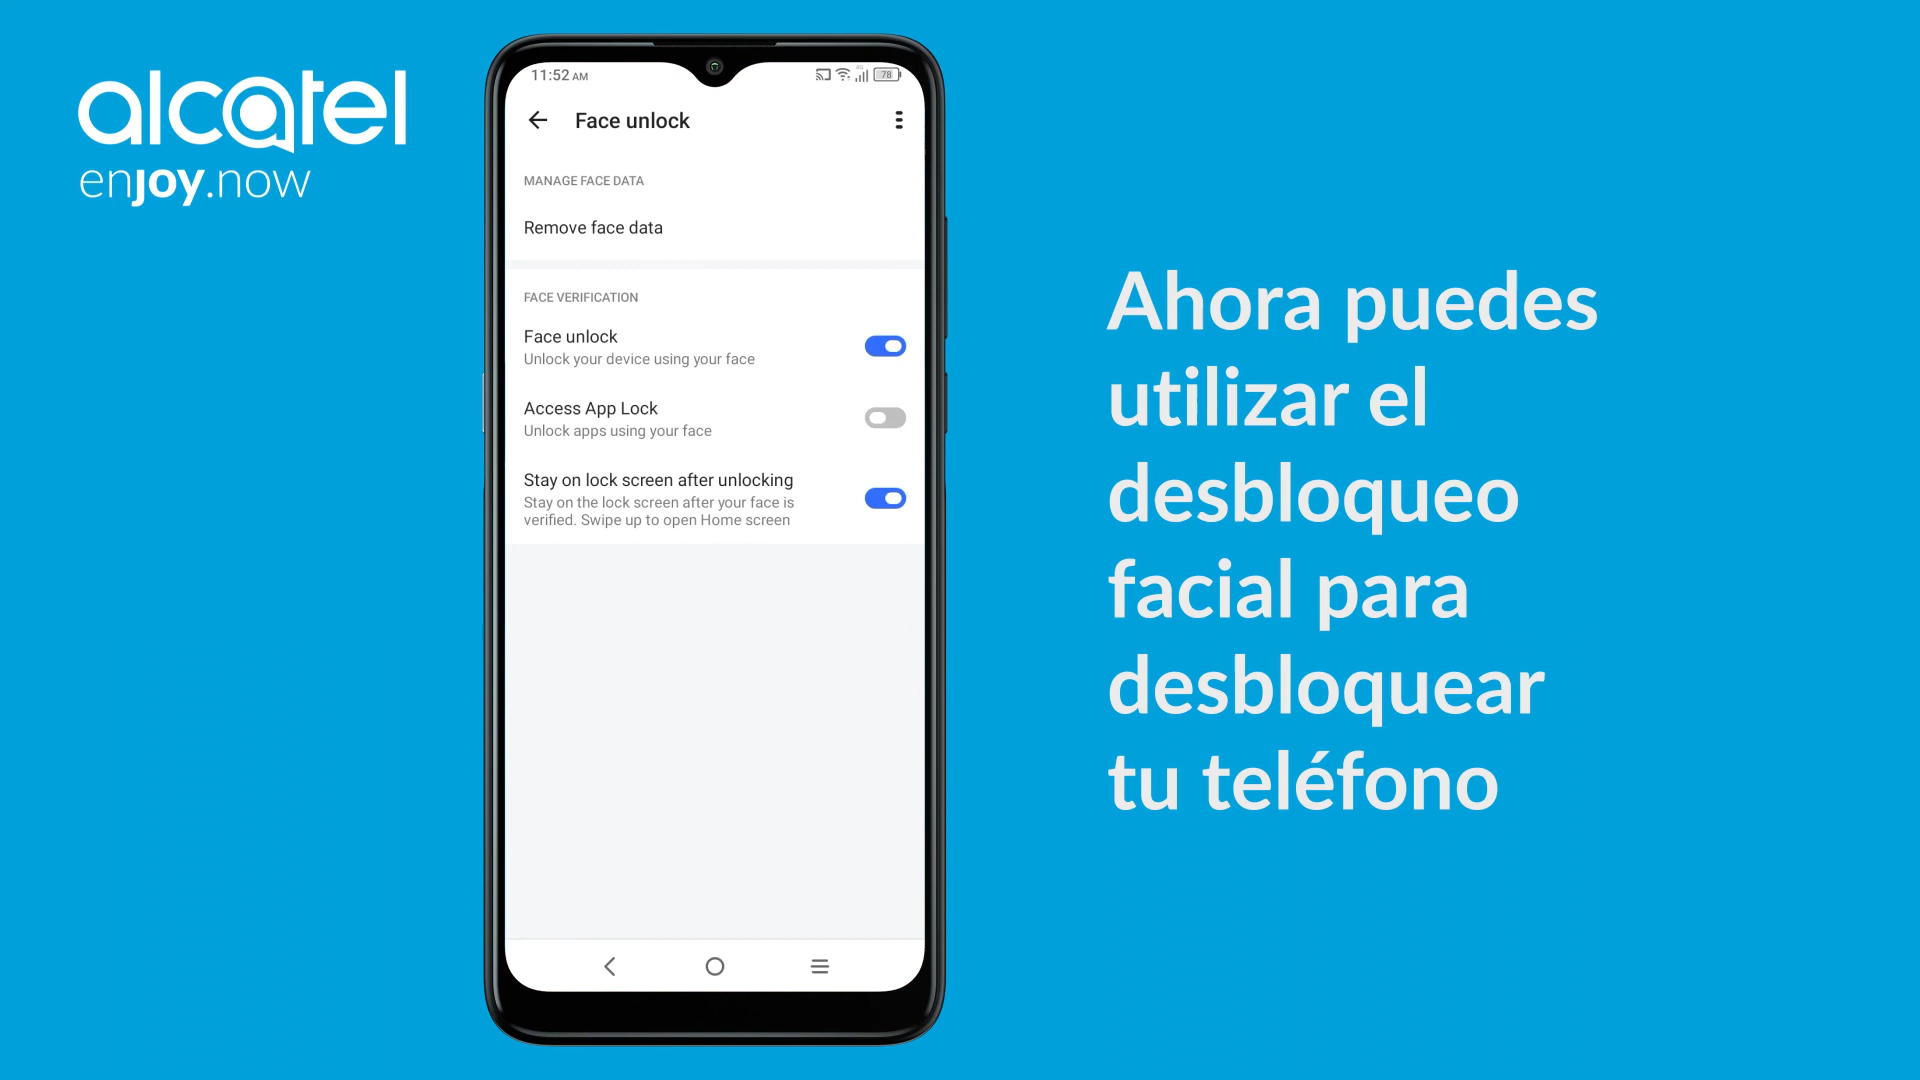 alcatel
enjoy.now
11:52 AM
4G
78
Face unlock
MANAGE FACE DATA
Remove face data
FACE VERIFICATION
Face unlock
Unlock your device using your face
Access App Lock
Unlock apps using your face
Stay on lock screen after unlocking
Stay on the lock screen after your face is
verified. Swipe up to open Home screen
Ahora puedes
utilizar el
desbloqueo
facial para
desbloquear
tu teléfono